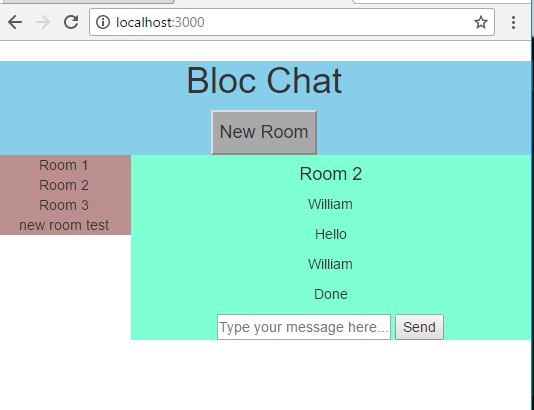 localhost:3000
Bloc Chat
New Room
Room 1
Room 2
Room 3
new room test
Room 2
William
Hello
William
Done
Type your message here... Send